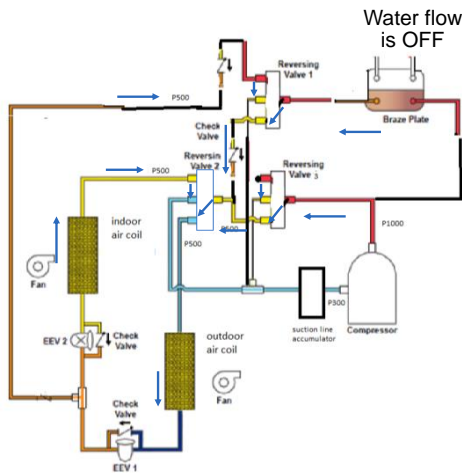 Water flow
is OFF
Reversing
Valve 1
P500
Braze Plate
Check
Valve
Reversin
Valve 2
P500
Reversing
Valve 3
P500
P500
P1000
indoor
air coil
Fan
P500
P300
Compressor
suction line
accumulator
EEV 2
Check
Valve
outdoor
air coil
Fan
Check
Valve
EEV 1